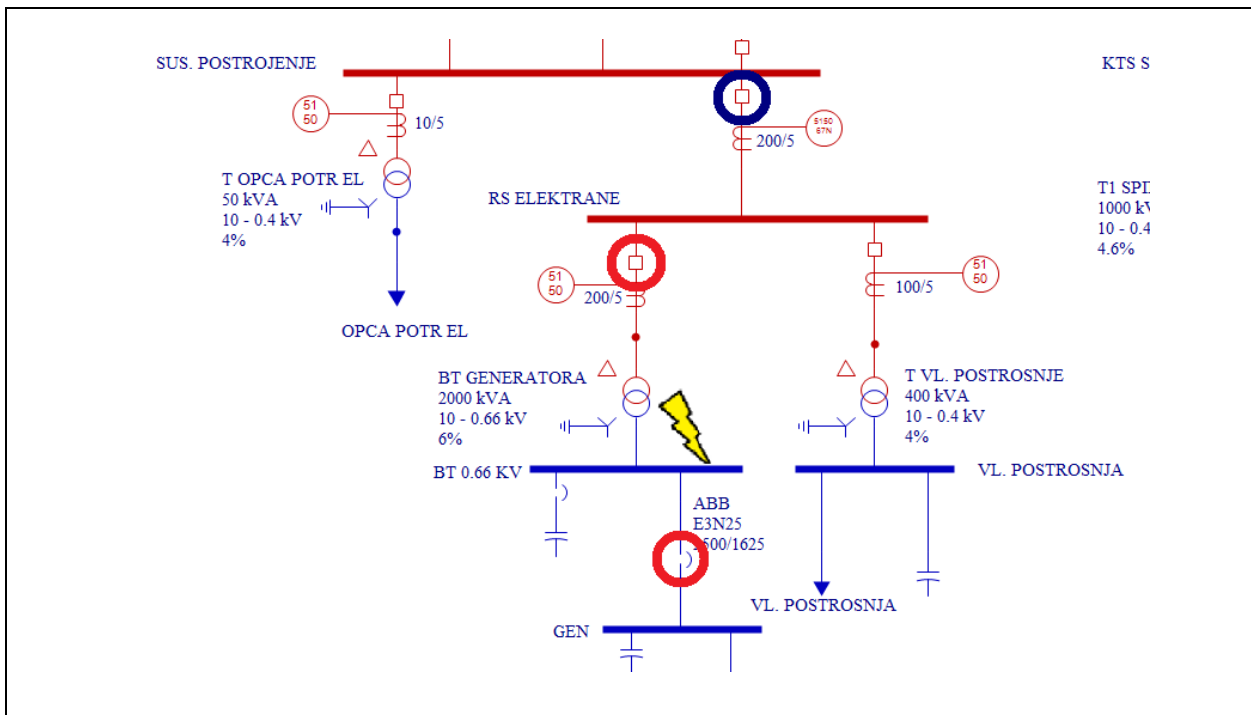 SUS. POSTROJENJE
KTS S
51
50
10/5
200/5
5150
67N
T OPCA POTR EL
50 kVA
10 - 0.4 kV
4%
RS ELEKTRANE
T1 SPD
1000 kV
10 - 0.4
4.6%
51
50
200/5
100/5
51
50
OPCA POTR EL
BT GENERATORA
2000 kVA
10 - 0.66 kV
6%
T VL. POSTROSNJE
400 kVA
10 - 0.4 kV
4%
BT 0.66 KV
VL. POSTROSNJA
ABB
E3N25
2500/1625
VL. POSTROSNJA
GEN